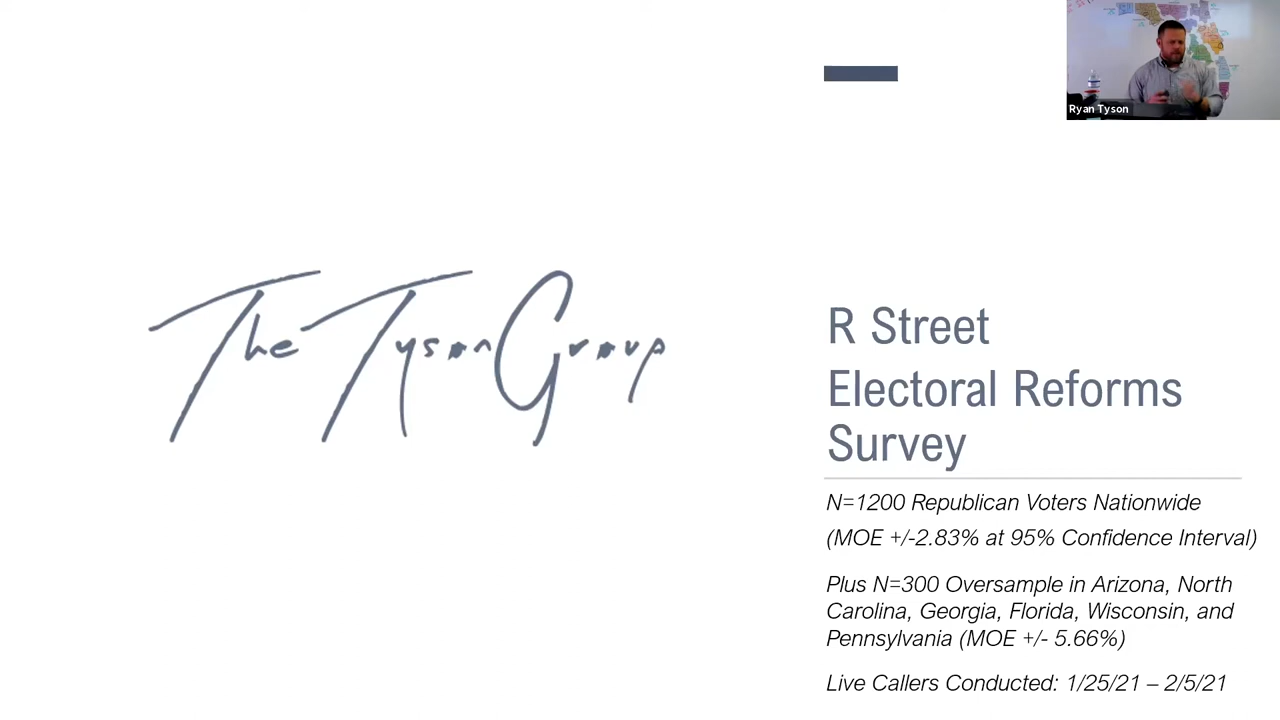 Ryan Tyson
The Tyson Group
R Street
Electoral Reforms
Survey
N=1200 Republican Voters Nationwide
(MOE +/-2.83% at 95% Confidence Interval)
Plus N=300 Oversample in Arizona, North
Carolina, Georgia, Florida, Wisconsin, and
Pennsylvania (MOE +/- 5.66%)
Live Callers Conducted: 1/25/21 – 2/5/21